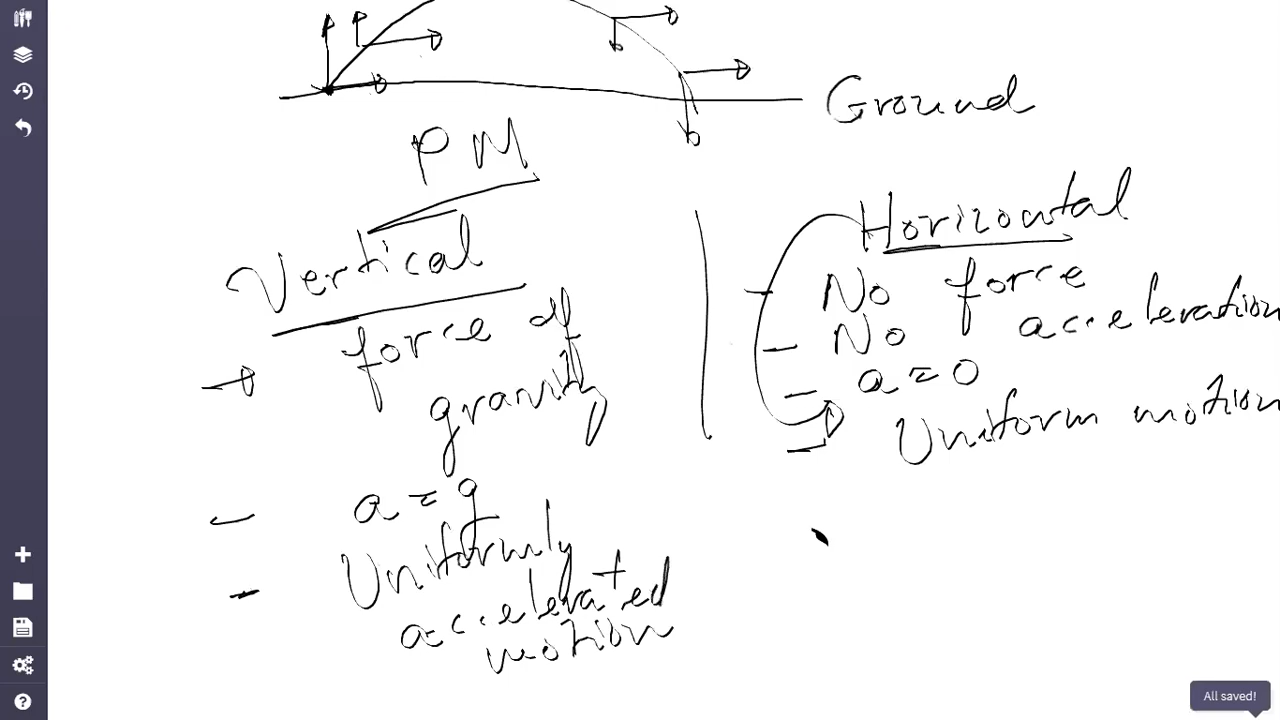 Ground
PM
Vertical
force of
gravity
a = g
Uniformly
accelerated
motion
Horizontal
No force
No acceleration
a = 0
Uniform motion
All saved!